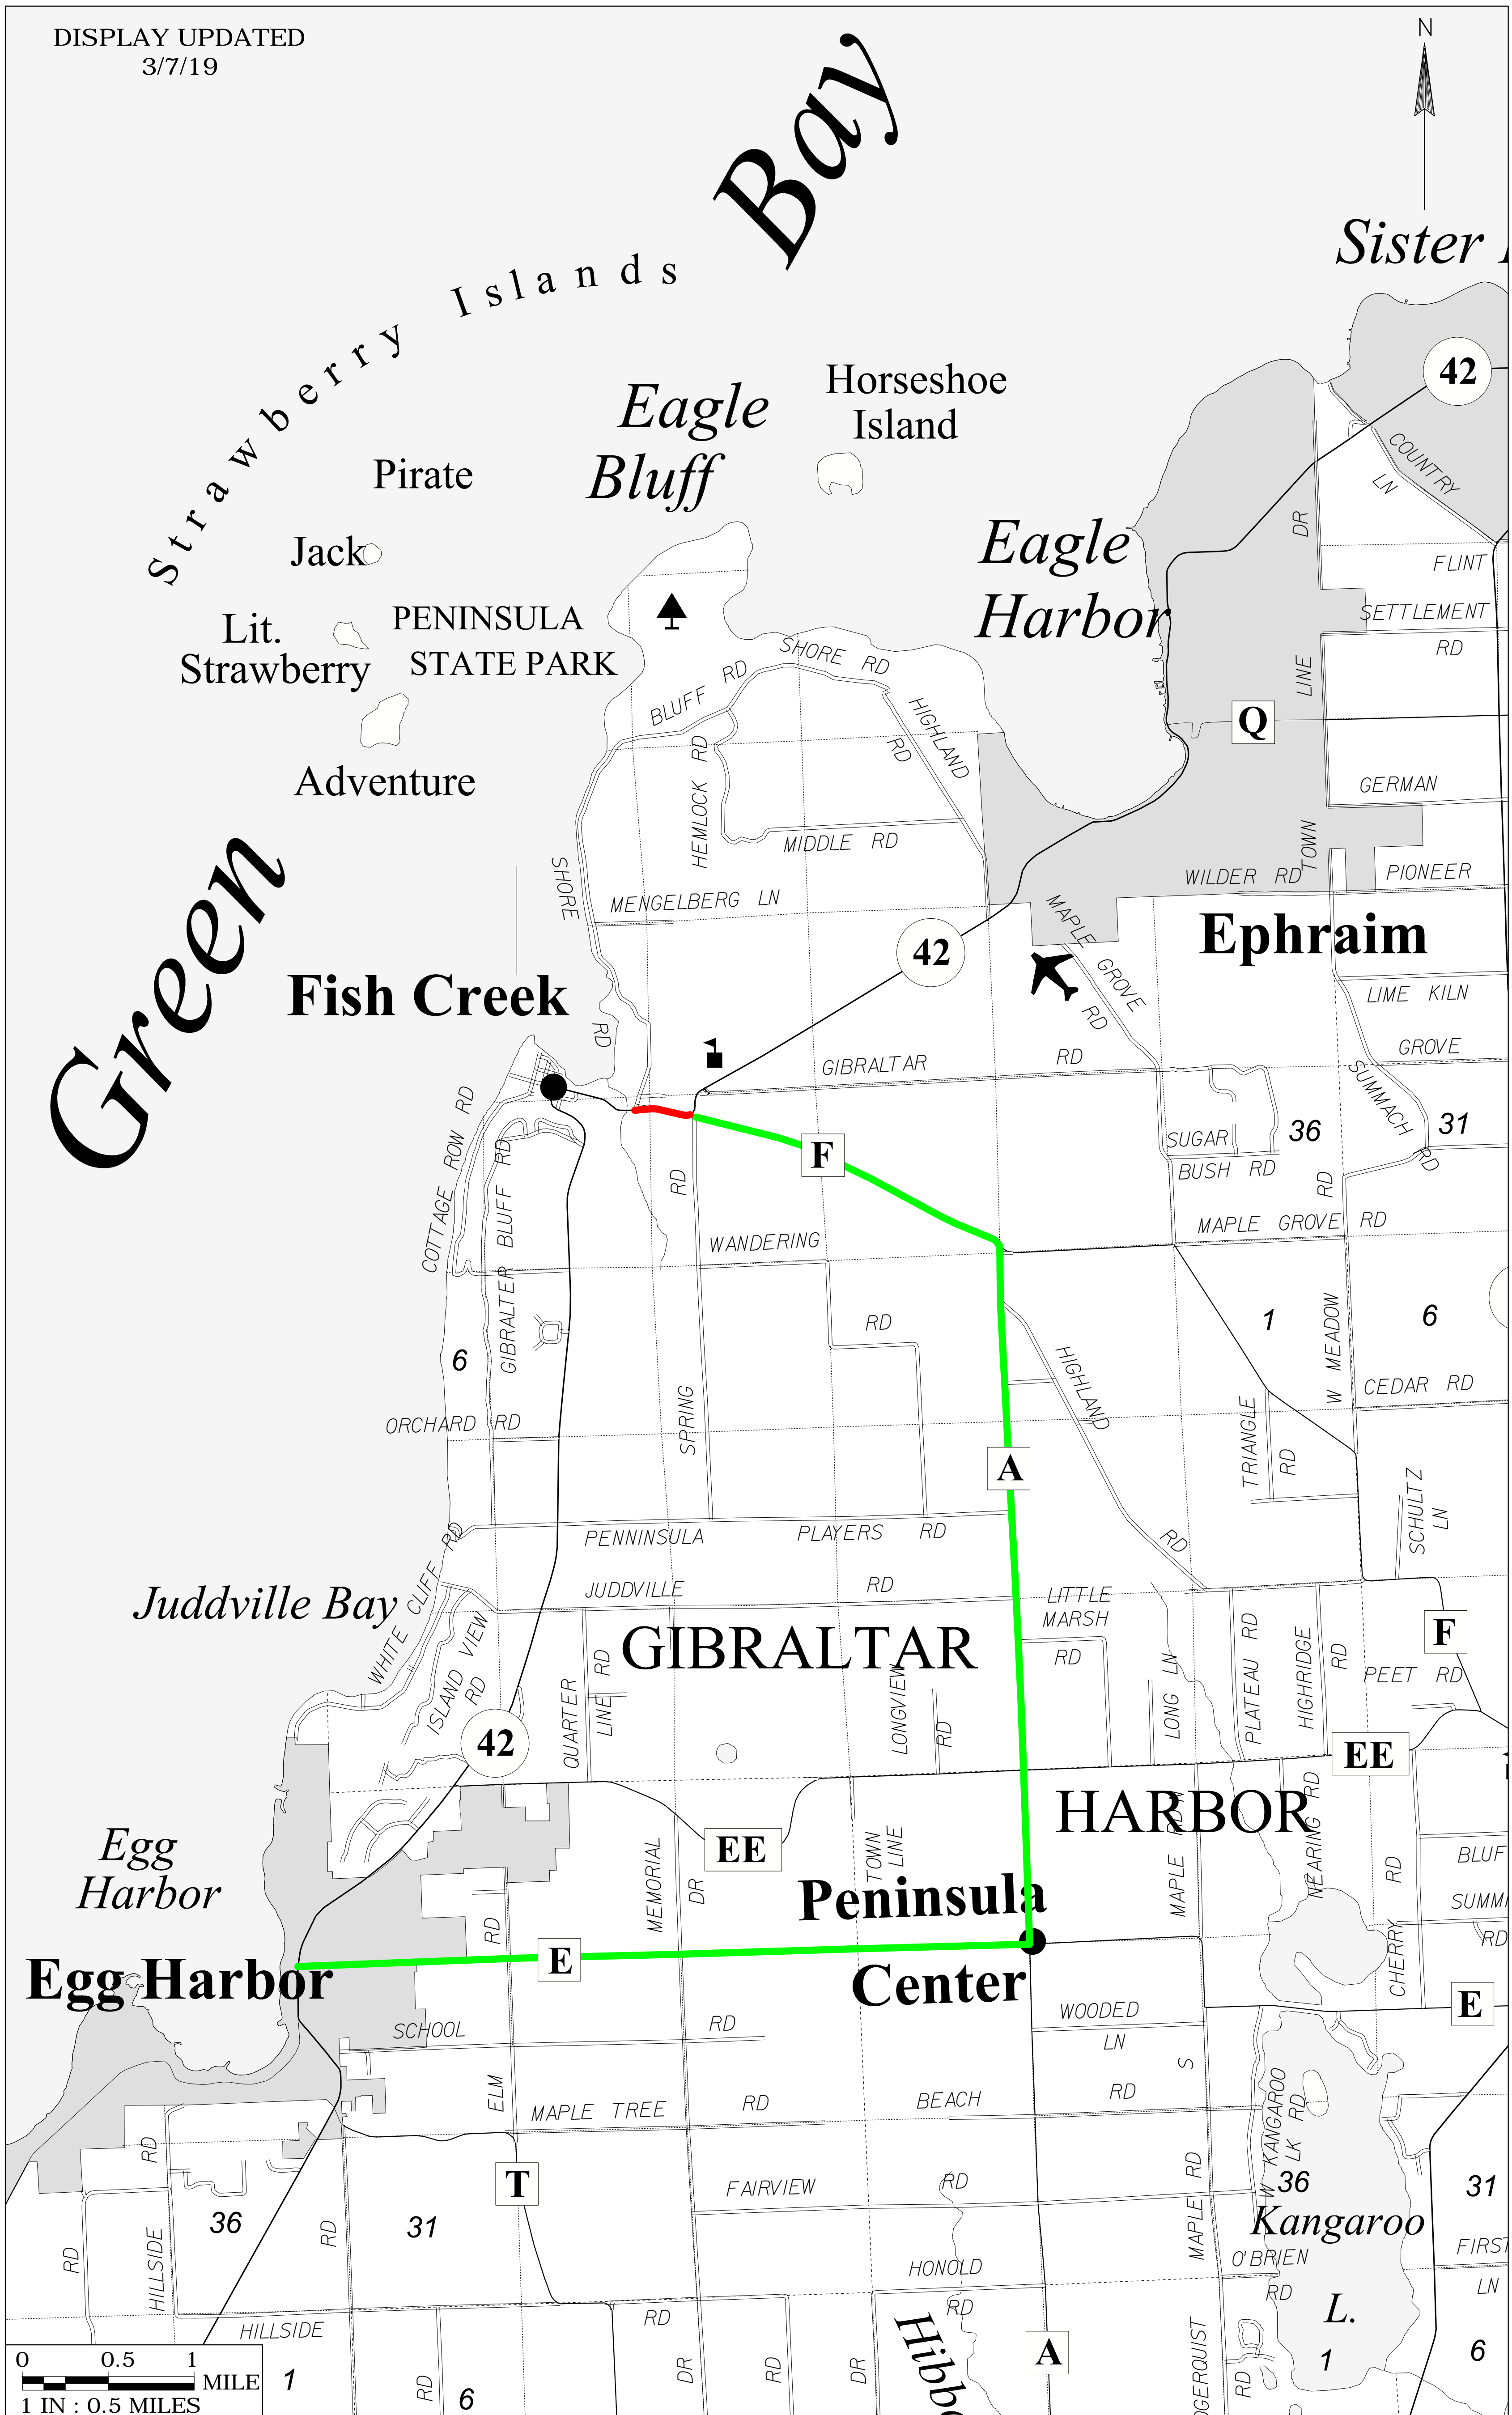 DISPLAY UPDATED
3/7/19
N
Green
Bay
Sister
Strawberry Islands
42
Eagle
Bluff
Horseshoe
Island
Pirate
Jack
Lit.
Strawberry
PENINSULA
STATE PARK
Adventure
Eagle
Harbor
COUNTRY
LN
DR
FLINT
SETTLEMENT
RD
LINE
Q
GERMAN
TOWN
PIONEER
WILDER RD
SHORE RD
BLUFF RD
HIGHLAND
RD
HEMLOCK RD
MIDDLE RD
SHORE
MENGELBERG LN
RD
42
MAPLE GROVE
RD
Ephraim
LIME KILN
GROVE
Fish Creek
GIBRALTAR RD
SUMMACH
RD
36
31
SUGAR
BUSH RD
RD
COTTAGE ROW RD
GIBRALTER BLUFF RD
RD
F
MAPLE GROVE RD
WANDERING
RD
6
1
6
HIGHLAND
W MEADOW
CEDAR RD
ORCHARD RD
SPRING
TRIANGLE
RD
A
SCHULTZ
LN
PENNINSULA PLAYERS RD
RD
Juddville Bay
WHITE CLIFF RD
JUDDVILLE RD
LITTLE
MARSH
RD
ISLAND VIEW
RD
GIBRALTAR
QUARTER
LINE RD
LONGVIEW
RD
LONG LN
PLATEAU RD
HIGHRIDGE
RD
F
PEET RD
42
EE
EE
HARBOR
Egg
Harbor
MEMORIAL
DR
TOWN
LINE
MAPLE RD N
NEARING RD
CHERRY
RD
BLUF
SUMM
RD
Peninsula
Center
Egg Harbor
RD
E
E
SCHOOL RD
WOODED
LN
ELM
MAPLE TREE RD
BEACH RD
S
MAPLE RD
W KANGAROO
LK RD
T
36
31
RD
HILLSIDE
RD
RD
FAIRVIEW RD
36
31
Kangaroo
L.
O'BRIEN
RD
FIRST
LN
HONOLD
RD
HILLSIDE
RD
Hibb
A
DGERQUIST
RD
1
6
1
6
RD
DR
RD
DR
0 0.5 1
MILE
1 IN : 0.5 MILES